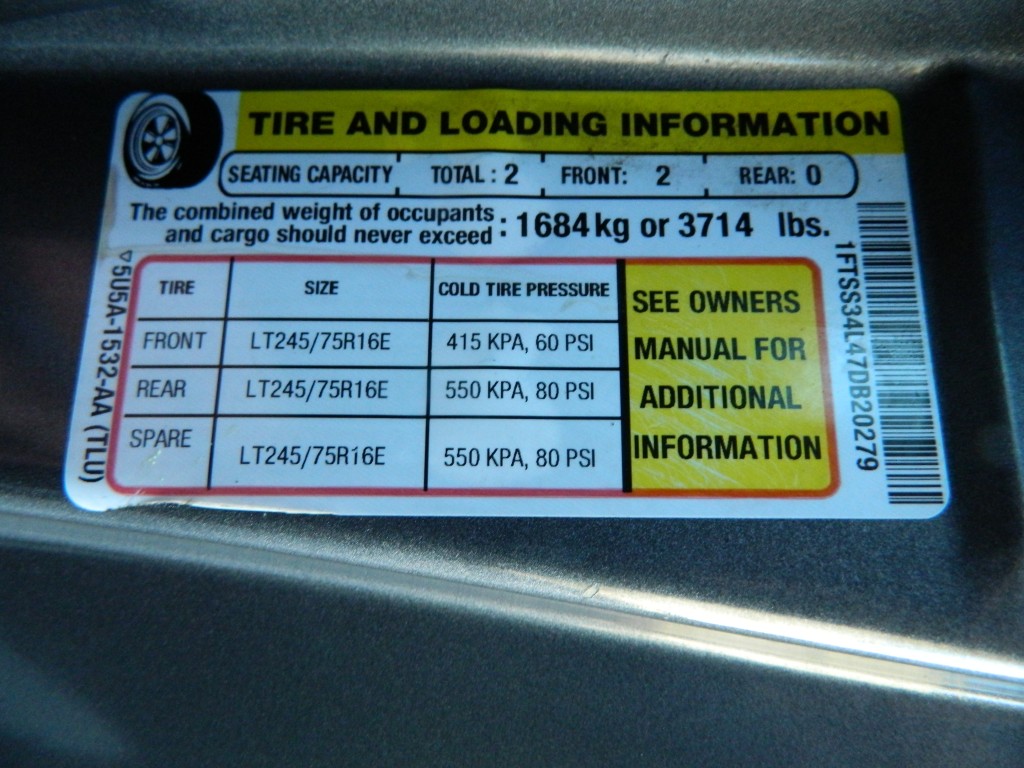 TIRE AND LOADING INFORMATION
SEATING CAPACITY TOTAL : 2 FRONT: 2 REAR: 0
The combined weight of occupants
and cargo should never exceed : 1684 kg or 3714 lbs.
TIRE SIZE COLD TIRE PRESSURE
FRONT LT245/75R16E 415 KPA, 60 PSI
REAR LT245/75R16E 550 KPA, 80 PSI
SPARE LT245/75R16E 550 KPA, 80 PSI
SEE OWNERS
MANUAL FOR
ADDITIONAL
INFORMATION
▽5U5A-1532-AA (TLU)
1FTSS34L47DB20279